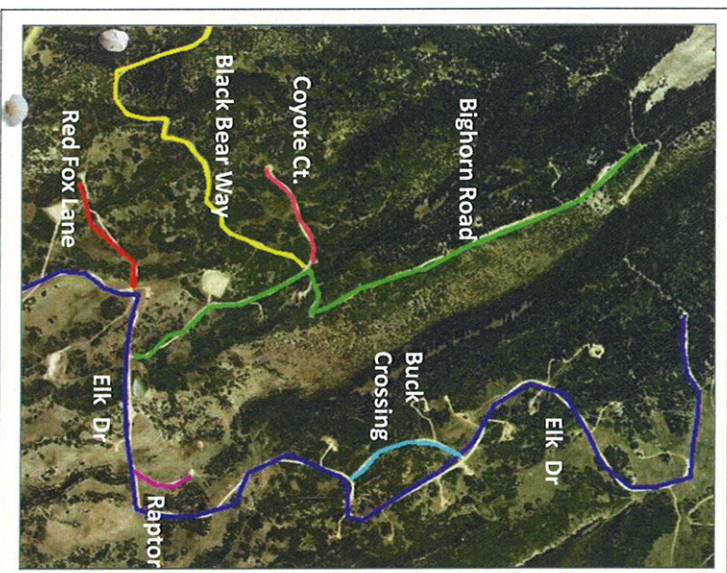 Bighorn Road
Coyote Ct.
Black Bear Way
Red Fox Lane
Buck
Crossing
Elk Dr
Elk Dr
Raptor